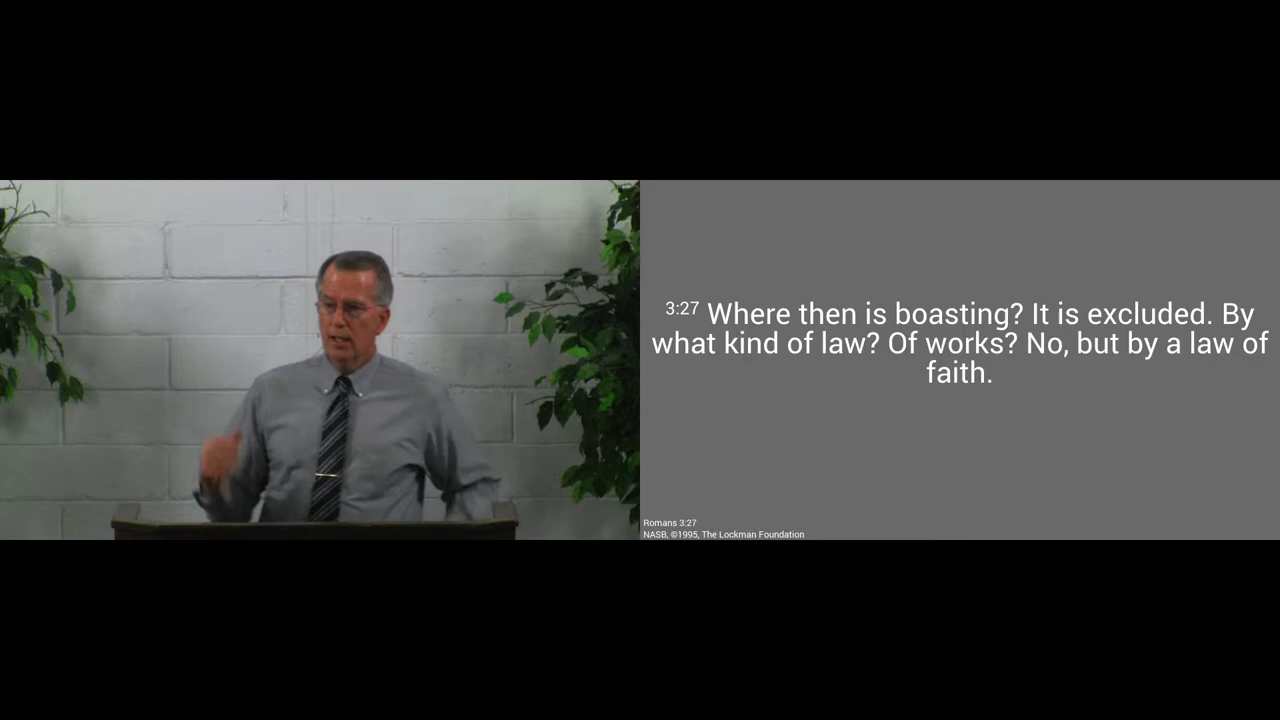 3:27 Where then is boasting? It is excluded. By
what kind of law? Of works? No, but by a law of
faith.
Romans 3:27
NASB, ©1995, The Lockman Foundation